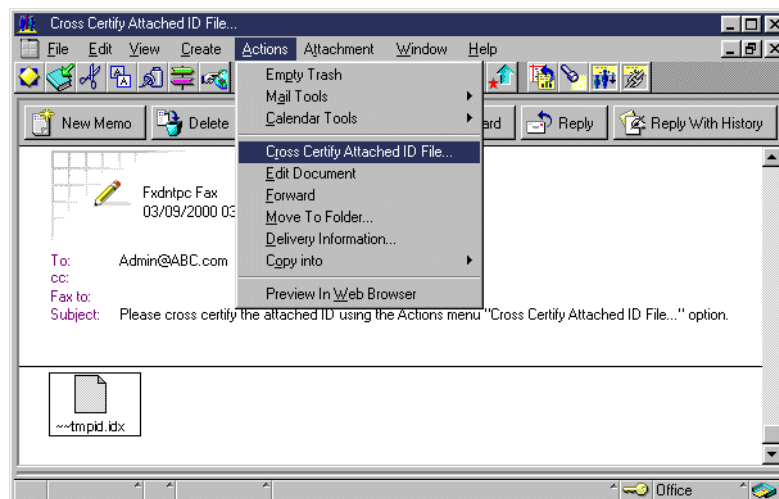 Cross Certify Attached ID File...
File Edit View Create Actions Attachment Window Help
Empty Trash
Mail Tools
Calendar Tools
New Memo Delete ard Reply Reply With History
Cross Certify Attached ID File...
Edit Document
Forward
Move To Folder...
Delivery Information...
Copy into
Preview In Web Browser
Fxdntpc Fax
03/09/2000 03
To: Admin@ABC.com
cc:
Fax to:
Subject: Please cross certify the attached ID using the Actions menu "Cross Certify Attached ID File..." option.
~~tmpid.idx
Office